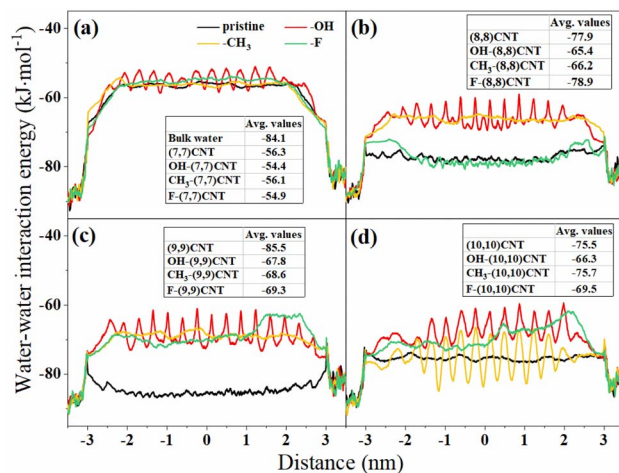 Water-water interaction energy (kJ·mol⁻¹)
(a)
pristine
-OH
-CH₃
-F
-60
-80
Avg. values
Bulk water -84.1
(7,7)CNT -56.3
OH-(7,7)CNT -54.4
CH₃-(7,7)CNT -56.1
F-(7,7)CNT -54.9
(b)
Avg. values
(8,8)CNT -77.9
OH-(8,8)CNT -65.4
CH₃-(8,8)CNT -66.2
F-(8,8)CNT -78.9
(c)
Avg. values
(9,9)CNT -85.5
OH-(9,9)CNT -67.8
CH₃-(9,9)CNT -68.6
F-(9,9)CNT -69.3
-60
-80
-3 -2 -1 0 1 2 3
(d)
Avg. values
(10,10)CNT -75.5
OH-(10,10)CNT -66.3
CH₃-(10,10)CNT -75.7
F-(10,10)CNT -69.5
-3 -2 -1 0 1 2 3
Distance (nm)